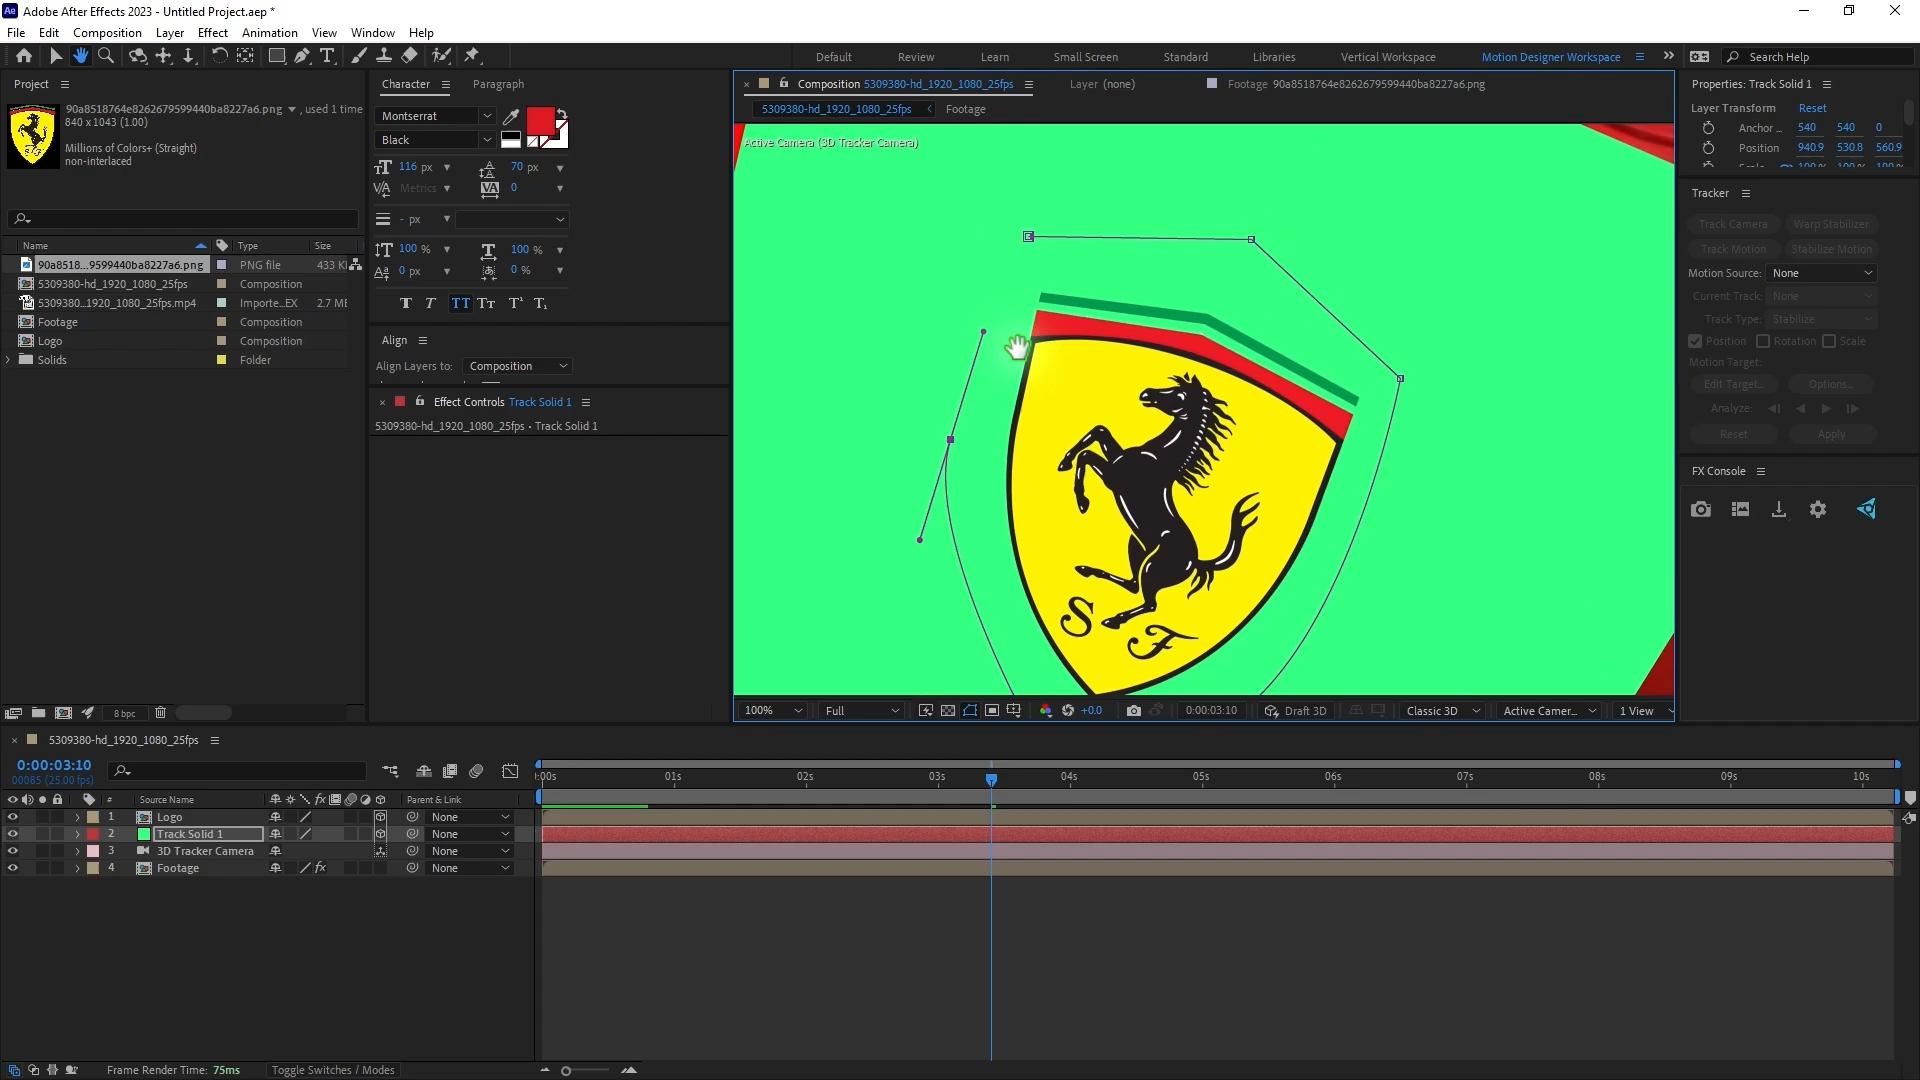 Adobe After Effects 2023 - Untitled Project.aep *
File Edit Composition Layer Effect Animation View Window Help
Default Review Learn Small Screen Standard Libraries Vertical Workspace Motion Designer Workspace Search Help
Project
90a8518764e8262679599440ba8227a6.png , used 1 time
840 x 1043 (1.00)
Millions of Colors+ (Straight)
non-interlaced
Name Type Size
90a8518...9599440ba8227a6.png PNG file 433 K
5309380-hd_1920_1080_25fps Composition
5309380...1920_1080_25fps.mp4 Importe...EX 2.7 ME
Footage Composition
Logo Composition
Solids Folder
8 bpc
Character Paragraph
Montserrat
Black
116 px 70 px
Metrics 0
- px
100 % 100 %
0 px 0 %
Align
Align Layers to: Composition
Effect Controls Track Solid 1
5309380-hd_1920_1080_25fps • Track Solid 1
Composition 5309380-hd_1920_1080_25fps Layer (none) Footage 90a8518764e8262679599440ba8227a6.png
5309380-hd_1920_1080_25fps Footage
Active Camera (3D Tracker Camera)
S F
100% Full +0.0 0:00:03:10 Draft 3D Classic 3D Active Camer... 1 View
Properties: Track Solid 1
Layer Transform Reset
Anchor ... 540 540 0
Position 940.9 530.8 560.9
Tracker
Track Camera Warp Stabilizer
Track Motion Stabilize Motion
Motion Source: None
Current Track: None
Track Type: Stabilize
Position Rotation Scale
Motion Target:
Edit Target... Options...
Analyze:
Reset Apply
FX Console
5309380-hd_1920_1080_25fps
0:00:03:10
00085 (25.00 fps)
:00s 01s 02s 03s 04s 05s 06s 07s 08s 09s 10s
# Source Name Parent & Link
1 Logo None
2 Track Solid 1 None
3 3D Tracker Camera None
4 Footage None
Frame Render Time: 75ms Toggle Switches / Modes